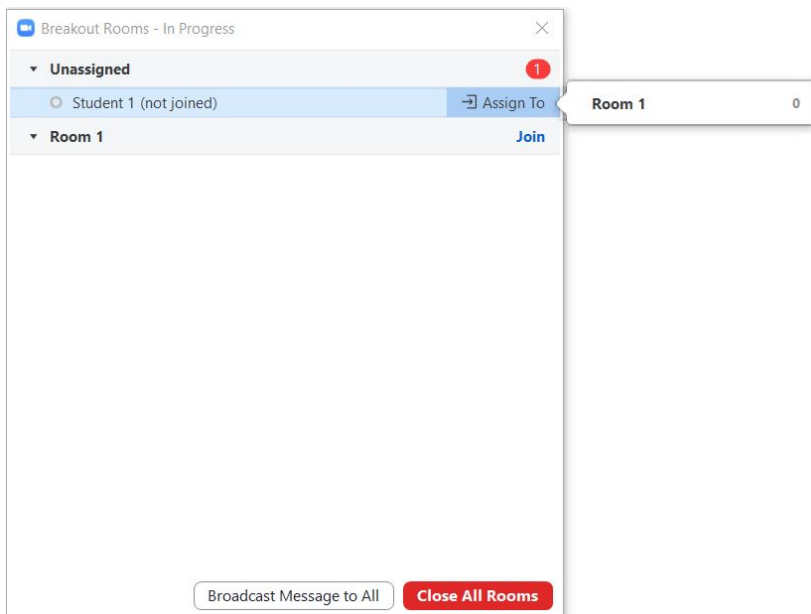 Breakout Rooms - In Progress
Unassigned 1
Student 1 (not joined) Assign To Room 1 0
Room 1 Join
Broadcast Message to All Close All Rooms